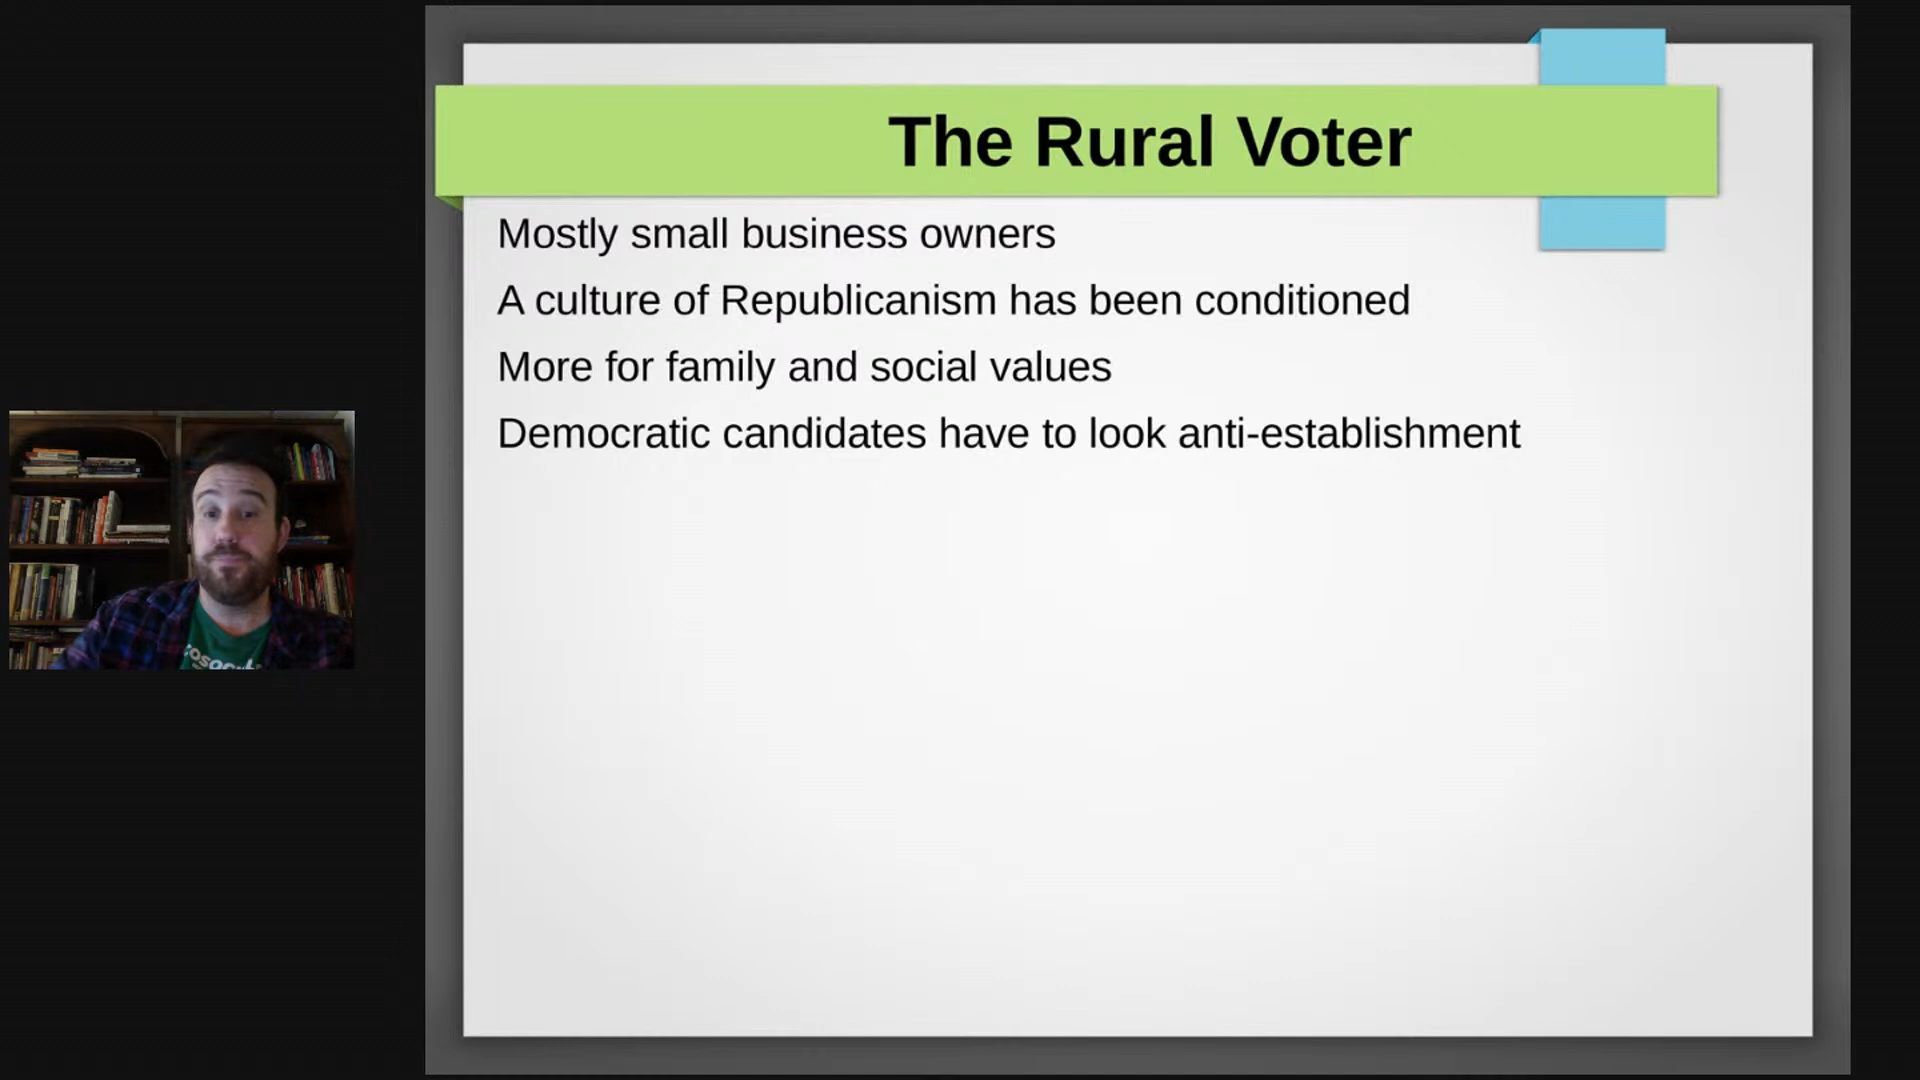 The Rural Voter
Mostly small business owners
A culture of Republicanism has been conditioned
More for family and social values
Democratic candidates have to look anti-establishment